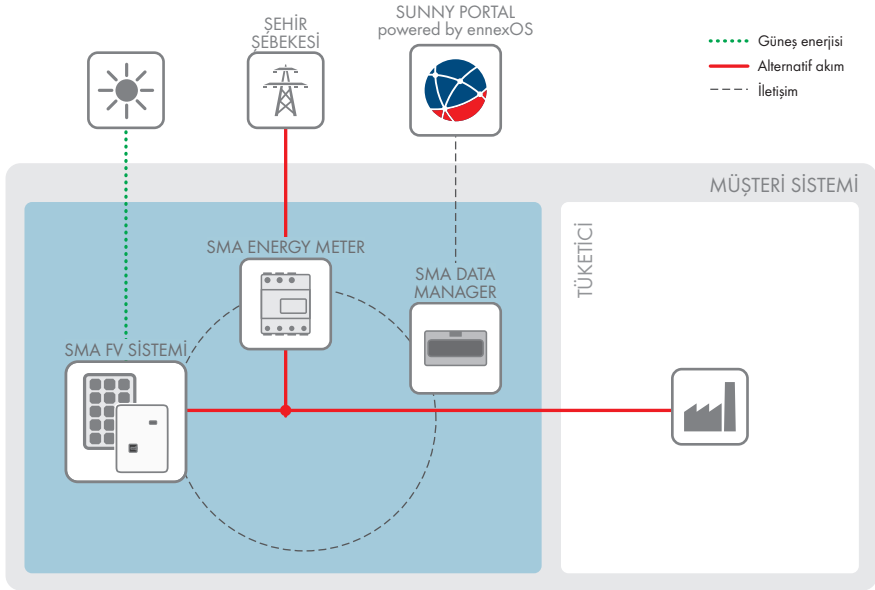 ŞEHİR
ŞEBEKESİ
SUNNY PORTAL
powered by ennexOS
Güneş enerjisi
Alternatif akım
İletişim
MÜŞTERİ SİSTEMİ
SMA ENERGY METER
SMA DATA
MANAGER
TÜKETİCİ
SMA FV SİSTEMİ